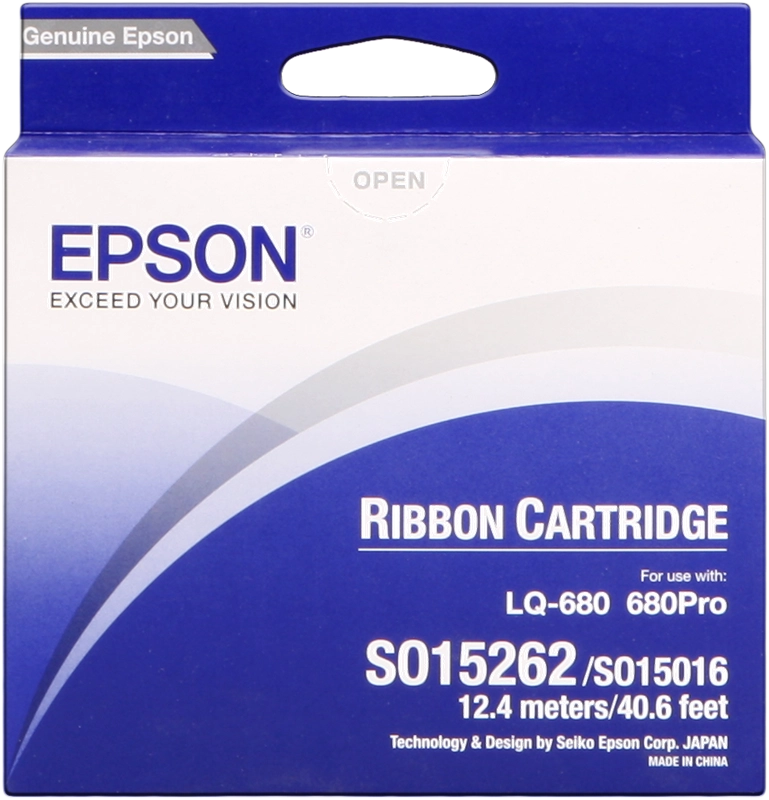 Genuine Epson
OPEN
EPSON®
EXCEED YOUR VISION
RIBBON CARTRIDGE
For use with:
LQ-680 680Pro
S015262/S015016
12.4 meters/40.6 feet
Technology & Design by Seiko Epson Corp. JAPAN
MADE IN CHINA